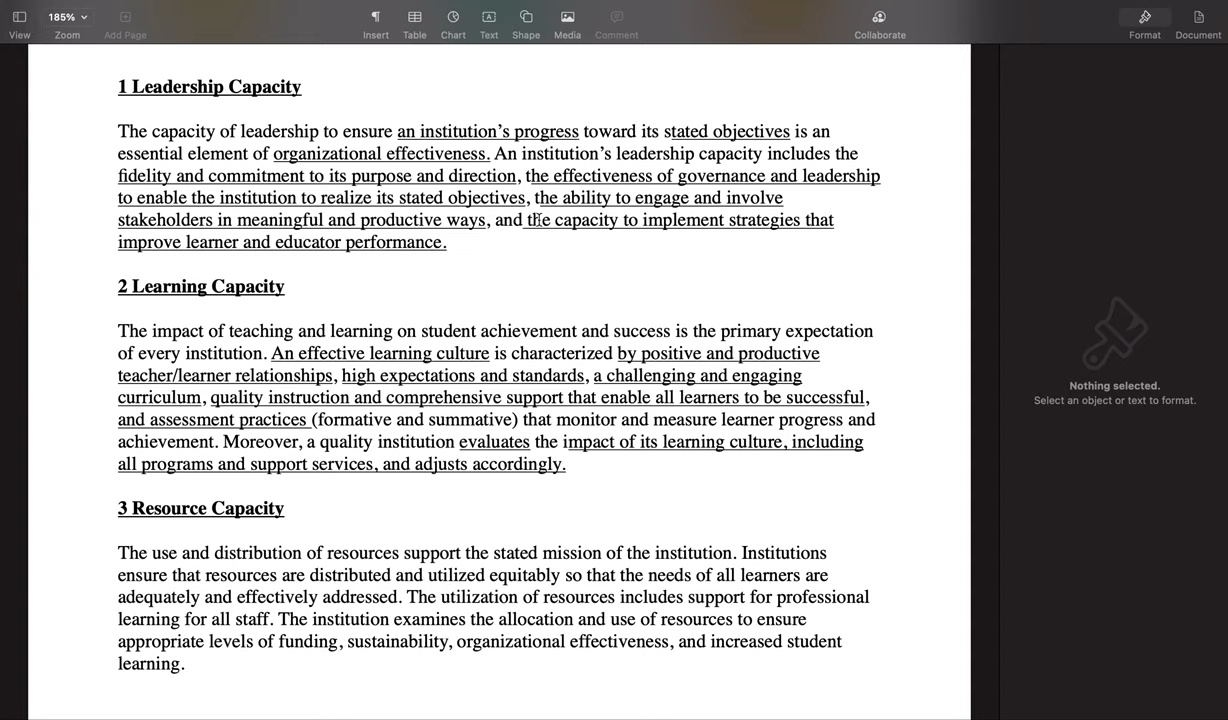 185%
View
Zoom
Add Page
Insert
Table
Chart
Text
Shape
Media
Comment
Collaborate
Format
Document
1 Leadership Capacity
The capacity of leadership to ensure an institution's progress toward its stated objectives is an
essential element of organizational effectiveness. An institution's leadership capacity includes the
fidelity and commitment to its purpose and direction, the effectiveness of governance and leadership
to enable the institution to realize its stated objectives, the ability to engage and involve
stakeholders in meaningful and productive ways, and the capacity to implement strategies that
improve learner and educator performance.
2 Learning Capacity
The impact of teaching and learning on student achievement and success is the primary expectation
of every institution. An effective learning culture is characterized by positive and productive
teacher/learner relationships, high expectations and standards, a challenging and engaging
curriculum, quality instruction and comprehensive support that enable all learners to be successful,
and assessment practices (formative and summative) that monitor and measure learner progress and
achievement. Moreover, a quality institution evaluates the impact of its learning culture, including
all programs and support services, and adjusts accordingly.
3 Resource Capacity
The use and distribution of resources support the stated mission of the institution. Institutions
ensure that resources are distributed and utilized equitably so that the needs of all learners are
adequately and effectively addressed. The utilization of resources includes support for professional
learning for all staff. The institution examines the allocation and use of resources to ensure
appropriate levels of funding, sustainability, organizational effectiveness, and increased student
learning.
Nothing selected.
Select an object or text to format.